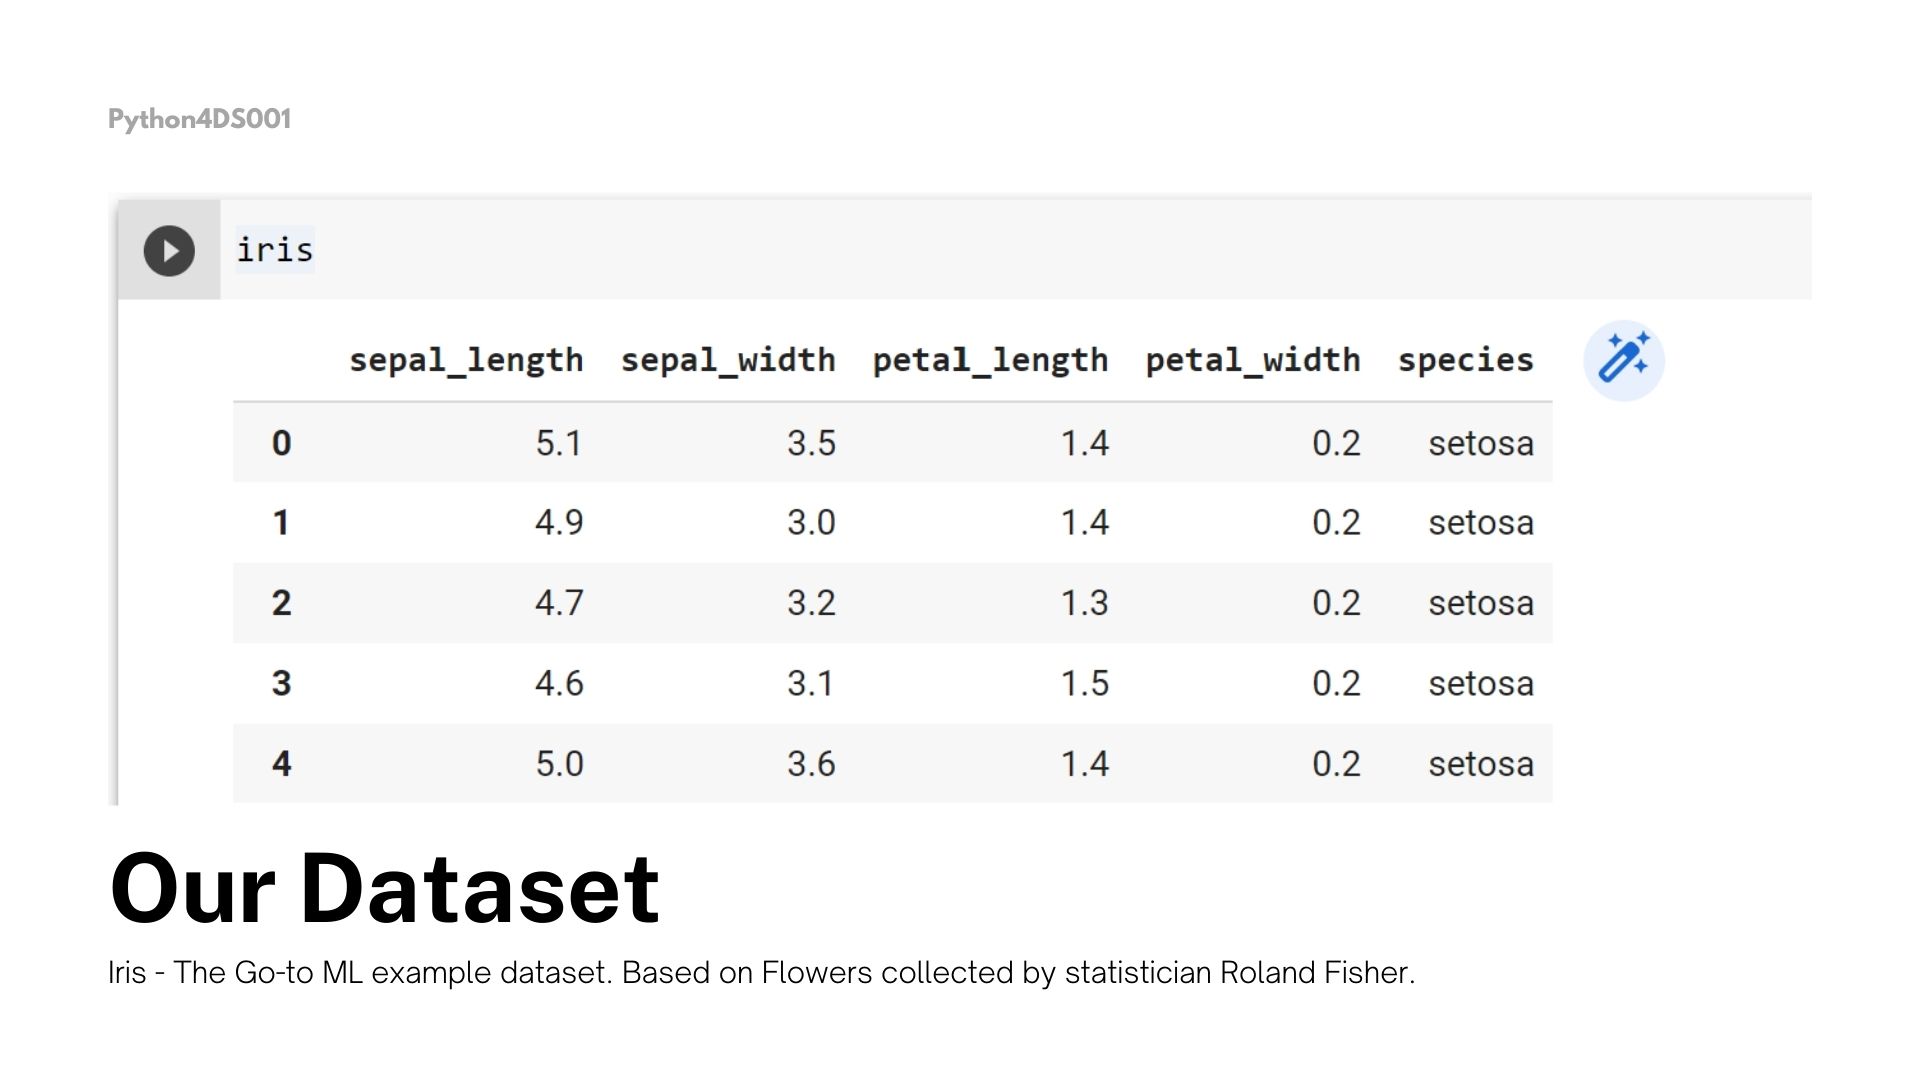 Python4DS001
iris
sepal_length sepal_width petal_length petal_width species
0 5.1 3.5 1.4 0.2 setosa
1 4.9 3.0 1.4 0.2 setosa
2 4.7 3.2 1.3 0.2 setosa
3 4.6 3.1 1.5 0.2 setosa
4 5.0 3.6 1.4 0.2 setosa
Our Dataset
Iris - The Go-to ML example dataset. Based on Flowers collected by statistician Roland Fisher.